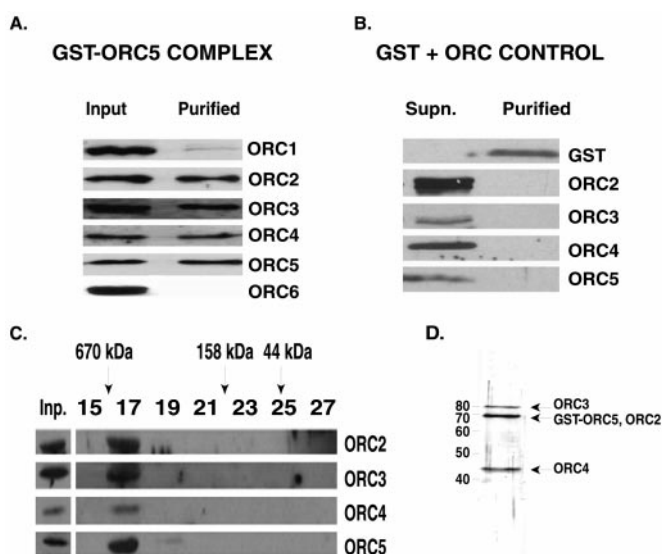 A.
GST-ORC5 COMPLEX
Input Purified
ORC1
ORC2
ORC3
ORC4
ORC5
ORC6
B.
GST + ORC CONTROL
Supn. Purified
GST
ORC2
ORC3
ORC4
ORC5
C.
670 kDa 158 kDa 44 kDa
Inp. 15 17 19 21 23 25 27
ORC2
ORC3
ORC4
ORC5
D.
80
70
60
50
40
ORC3
GST-ORC5, ORC2
ORC4